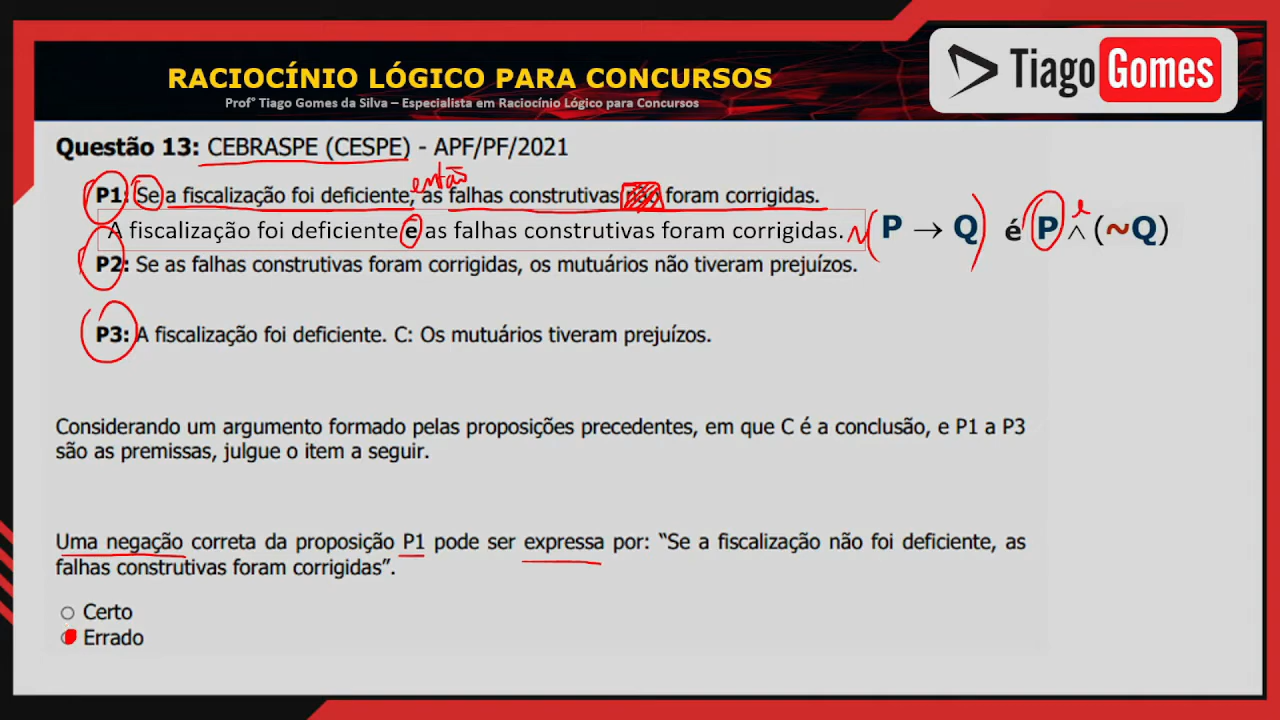 RACIOCÍNIO LÓGICO PARA CONCURSOS
Prof° Tiago Gomes da Silva – Especialista em Raciocínio Lógico para Concursos
Tiago Gomes
Questão 13: CEBRASPE (CESPE) - APF/PF/2021
então
P1: Se a fiscalização foi deficiente, as falhas construtivas não foram corrigidas.
A fiscalização foi deficiente e as falhas construtivas foram corrigidas. ~(P → Q) é P ∧ (~Q)
e
P2: Se as falhas construtivas foram corrigidas, os mutuários não tiveram prejuízos.
P3: A fiscalização foi deficiente. C: Os mutuários tiveram prejuízos.
Considerando um argumento formado pelas proposições precedentes, em que C é a conclusão, e P1 a P3
são as premissas, julgue o item a seguir.
Uma negação correta da proposição P1 pode ser expressa por: “Se a fiscalização não foi deficiente, as
falhas construtivas foram corrigidas”.
Certo
Errado